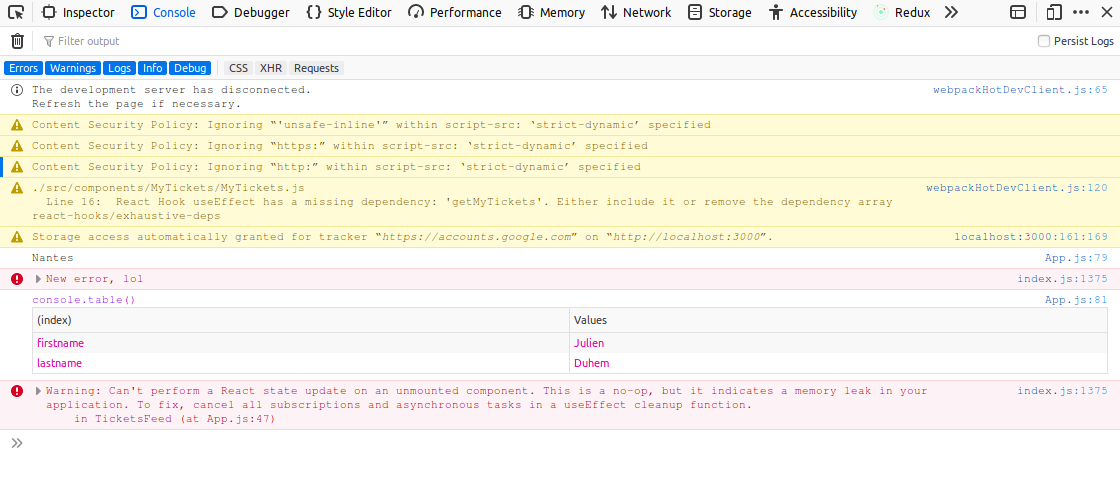 Inspector Console Debugger Style Editor Performance Memory Network Storage Accessibility Redux
Filter output Persist Logs
Errors Warnings Logs Info Debug CSS XHR Requests
The development server has disconnected. webpackHotDevClient.js:65
Refresh the page if necessary.
Content Security Policy: Ignoring “'unsafe-inline'” within script-src: ‘strict-dynamic’ specified
Content Security Policy: Ignoring “https:” within script-src: ‘strict-dynamic’ specified
Content Security Policy: Ignoring “http:” within script-src: ‘strict-dynamic’ specified
./src/components/MyTickets/MyTickets.js webpackHotDevClient.js:120
Line 16: React Hook useEffect has a missing dependency: 'getMyTickets'. Either include it or remove the dependency array
react-hooks/exhaustive-deps
Storage access automatically granted for tracker “https://accounts.google.com” on “http://localhost:3000”. localhost:3000:161:169
Nantes App.js:79
New error, lol index.js:1375
console.table() App.js:81
(index) Values
firstname Julien
lastname Duhem
Warning: Can't perform a React state update on an unmounted component. This is a no-op, but it indicates a memory leak in your index.js:1375
application. To fix, cancel all subscriptions and asynchronous tasks in a useEffect cleanup function.
in TicketsFeed (at App.js:47)